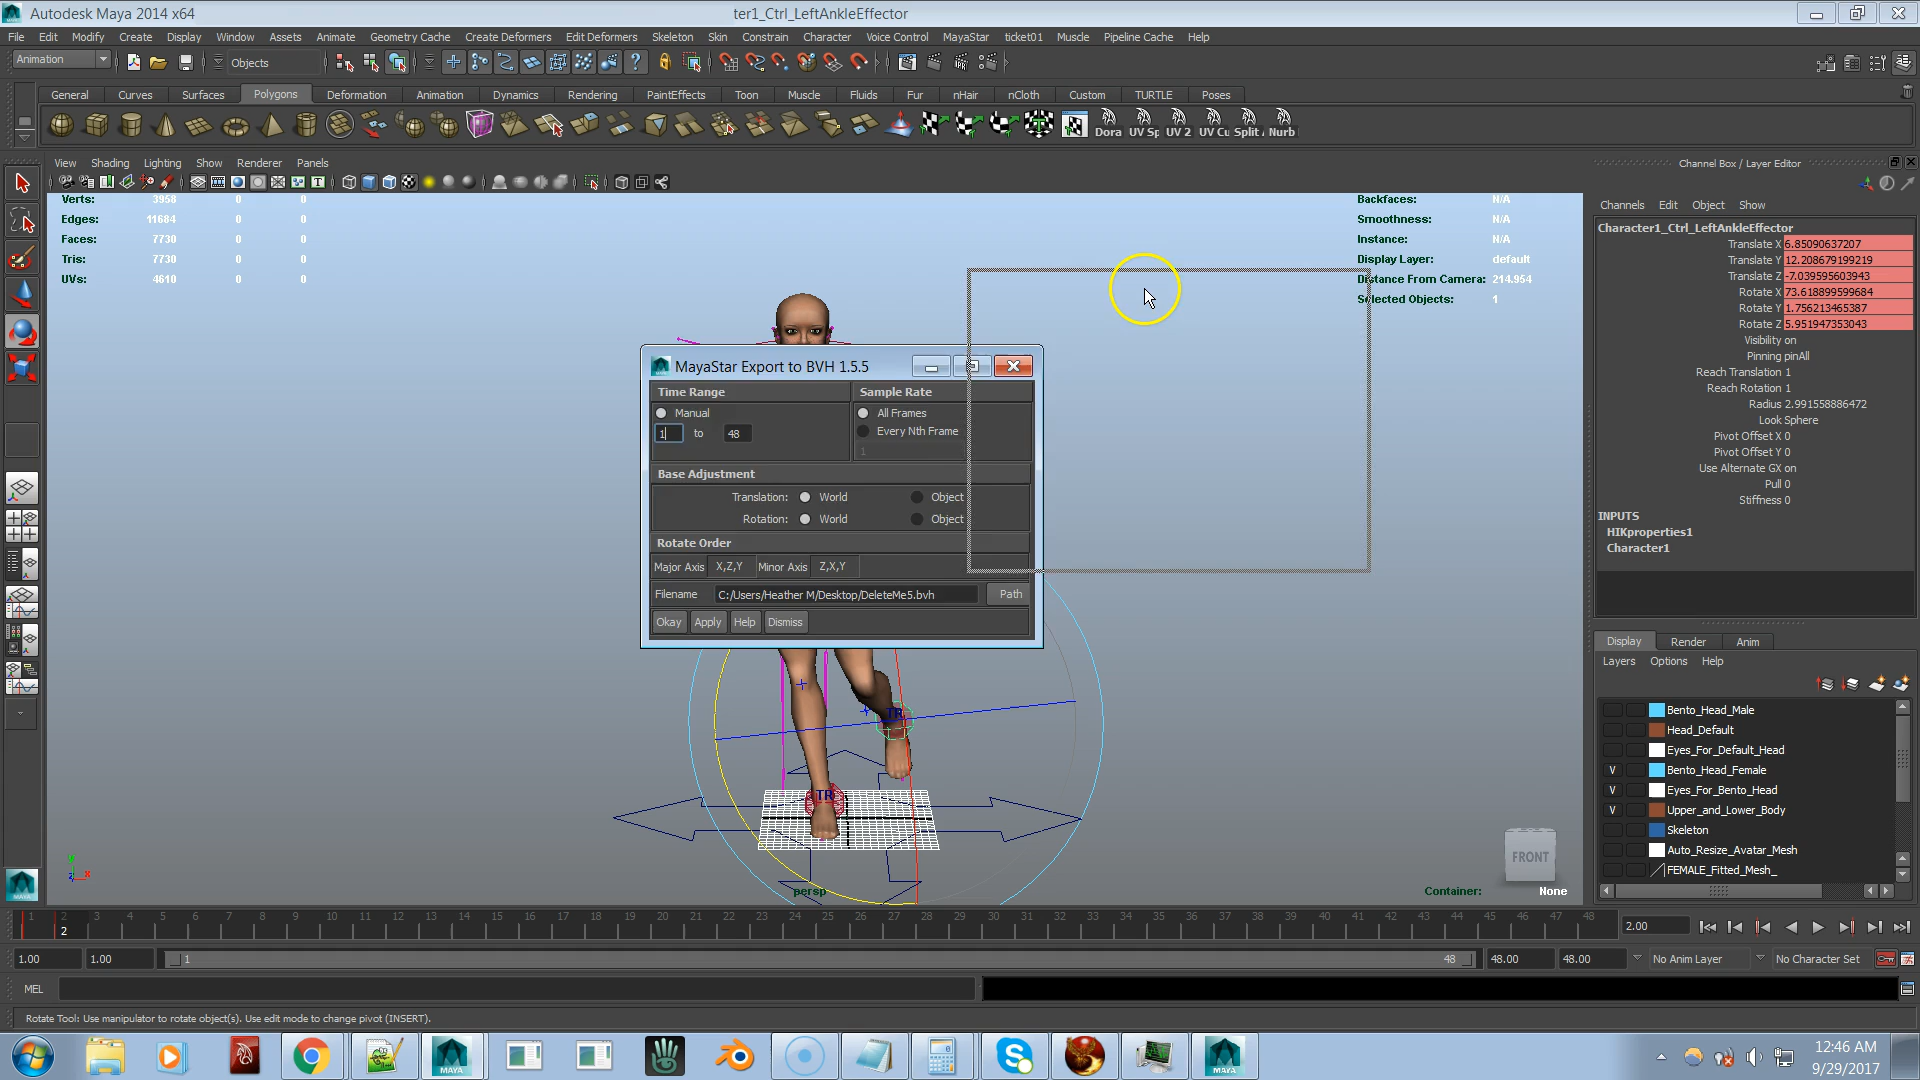 Autodesk Maya 2014 x64
ter1_Ctrl_LeftAnkleEffector
File Edit Modify Create Display Window Assets Animate Geometry Cache Create Deformers Edit Deformers Skeleton Skin Constrain Character Voice Control MayaStar ticket01 Muscle Pipeline Cache Help
Animation Objects
General Curves Surfaces Polygons Deformation Animation Dynamics Rendering PaintEffects Toon Muscle Fluids Fur nHair nCloth Custom TURTLE Poses
Dora UV Sp UV 2 UV Cu Split Nurb
View Shading Lighting Show Renderer Panels
Channel Box / Layer Editor
Verts: 3958 0 0
Edges: 11684 0 0
Faces: 7730 0 0
Tris: 7730 0 0
UVs: 4610 0 0
Backfaces: N/A
Smoothness: N/A
Instance: N/A
Display Layer: default
Distance From Camera: 214.954
Selected Objects: 1
MayaStar Export to BVH 1.5.5
Time Range Sample Rate
Manual All Frames
1 to 48 Every Nth Frame
1
Base Adjustment
Translation: World Object
Rotation: World Object
Rotate Order
Major Axis X,Z,Y Minor Axis Z,X,Y
Filename C:/Users/Heather M/Desktop/DeleteMe5.bvh Path
Okay Apply Help Dismiss
TR
TR
persp
FRONT
Container: None
Channels Edit Object Show
Character1_Ctrl_LeftAnkleEffector
Translate X 6.85090637207
Translate Y 12.208679199219
Translate Z -7.039595603943
Rotate X 73.618899599684
Rotate Y 1.756213465387
Rotate Z 5.951947353043
Visibility on
Pinning pinAll
Reach Translation 1
Reach Rotation 1
Radius 2.991558886472
Look Sphere
Pivot Offset X 0
Pivot Offset Y 0
Use Alternate GX on
Pull 0
Stiffness 0
INPUTS
HIKproperties1
Character1
Display Render Anim
Layers Options Help
Bento_Head_Male
Head_Default
Eyes_For_Default_Head
V Bento_Head_Female
V Eyes_For_Bento_Head
V Upper_and_Lower_Body
Skeleton
Auto_Resize_Avatar_Mesh
FEMALE_Fitted_Mesh_
1 2 3 4 5 6 7 8 9 10 11 12 13 14 15 16 17 18 19 20 21 22 23 24 25 26 27 28 29 30 31 32 33 34 35 36 37 38 39 40 41 42 43 44 45 46 47 48
2
2.00
1.00 1.00 1 48 48.00 48.00 No Anim Layer No Character Set
MEL
Rotate Tool: Use manipulator to rotate object(s). Use edit mode to change pivot (INSERT).
12:46 AM
9/29/2017